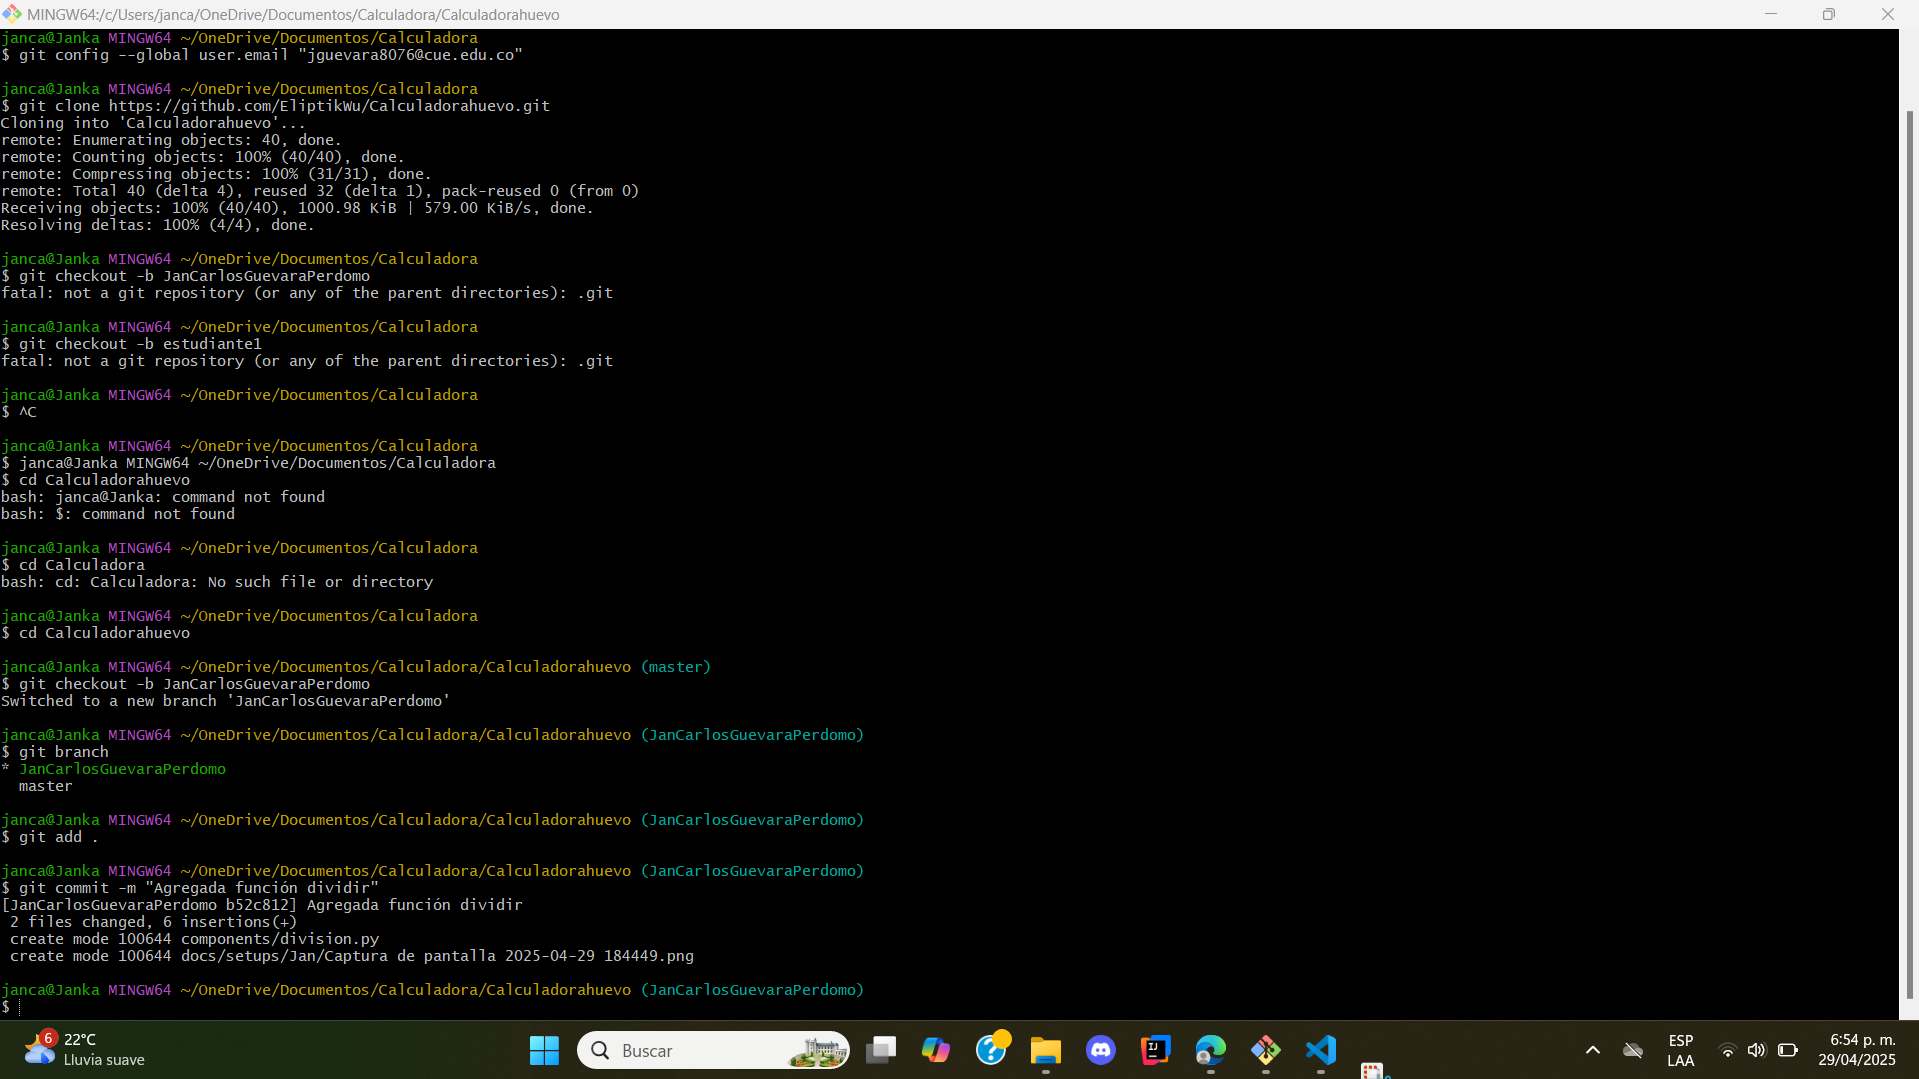 MINGW64:/c/Users/janca/OneDrive/Documentos/Calculadora/Calculadorahuevo
janca@Janka MINGW64 ~/OneDrive/Documentos/Calculadora
$ git config --global user.email "jguevara8076@cue.edu.co"
janca@Janka MINGW64 ~/OneDrive/Documentos/Calculadora
$ git clone https://github.com/EliptikWu/Calculadorahuevo.git
Cloning into 'Calculadorahuevo'...
remote: Enumerating objects: 40, done.
remote: Counting objects: 100% (40/40), done.
remote: Compressing objects: 100% (31/31), done.
remote: Total 40 (delta 4), reused 32 (delta 1), pack-reused 0 (from 0)
Receiving objects: 100% (40/40), 1000.98 KiB | 579.00 KiB/s, done.
Resolving deltas: 100% (4/4), done.
janca@Janka MINGW64 ~/OneDrive/Documentos/Calculadora
$ git checkout -b JanCarlosGuevaraPerdomo
fatal: not a git repository (or any of the parent directories): .git
janca@Janka MINGW64 ~/OneDrive/Documentos/Calculadora
$ git checkout -b estudiante1
fatal: not a git repository (or any of the parent directories): .git
janca@Janka MINGW64 ~/OneDrive/Documentos/Calculadora
$ ^C
janca@Janka MINGW64 ~/OneDrive/Documentos/Calculadora
$ janca@Janka MINGW64 ~/OneDrive/Documentos/Calculadora
$ cd Calculadorahuevo
bash: janca@Janka: command not found
bash: $: command not found
janca@Janka MINGW64 ~/OneDrive/Documentos/Calculadora
$ cd Calculadora
bash: cd: Calculadora: No such file or directory
janca@Janka MINGW64 ~/OneDrive/Documentos/Calculadora
$ cd Calculadorahuevo
janca@Janka MINGW64 ~/OneDrive/Documentos/Calculadora/Calculadorahuevo (master)
$ git checkout -b JanCarlosGuevaraPerdomo
Switched to a new branch 'JanCarlosGuevaraPerdomo'
janca@Janka MINGW64 ~/OneDrive/Documentos/Calculadora/Calculadorahuevo (JanCarlosGuevaraPerdomo)
$ git branch
* JanCarlosGuevaraPerdomo
master
janca@Janka MINGW64 ~/OneDrive/Documentos/Calculadora/Calculadorahuevo (JanCarlosGuevaraPerdomo)
$ git add .
janca@Janka MINGW64 ~/OneDrive/Documentos/Calculadora/Calculadorahuevo (JanCarlosGuevaraPerdomo)
$ git commit -m "Agregada función dividir"
[JanCarlosGuevaraPerdomo b52c812] Agregada función dividir
2 files changed, 6 insertions(+)
create mode 100644 components/division.py
create mode 100644 docs/setups/Jan/Captura de pantalla 2025-04-29 184449.png
janca@Janka MINGW64 ~/OneDrive/Documentos/Calculadora/Calculadorahuevo (JanCarlosGuevaraPerdomo)
$
6
22°C
Lluvia suave
Buscar
IJ
ESP
LAA
6:54 p. m.
29/04/2025